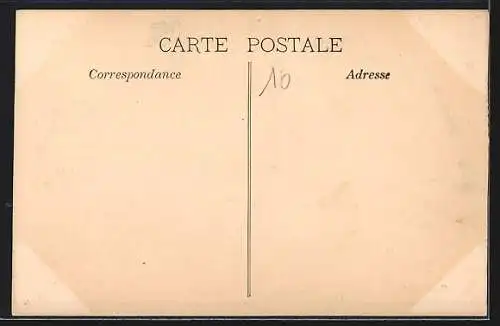 CARTE POSTALE
Correspondance
10
Adresse